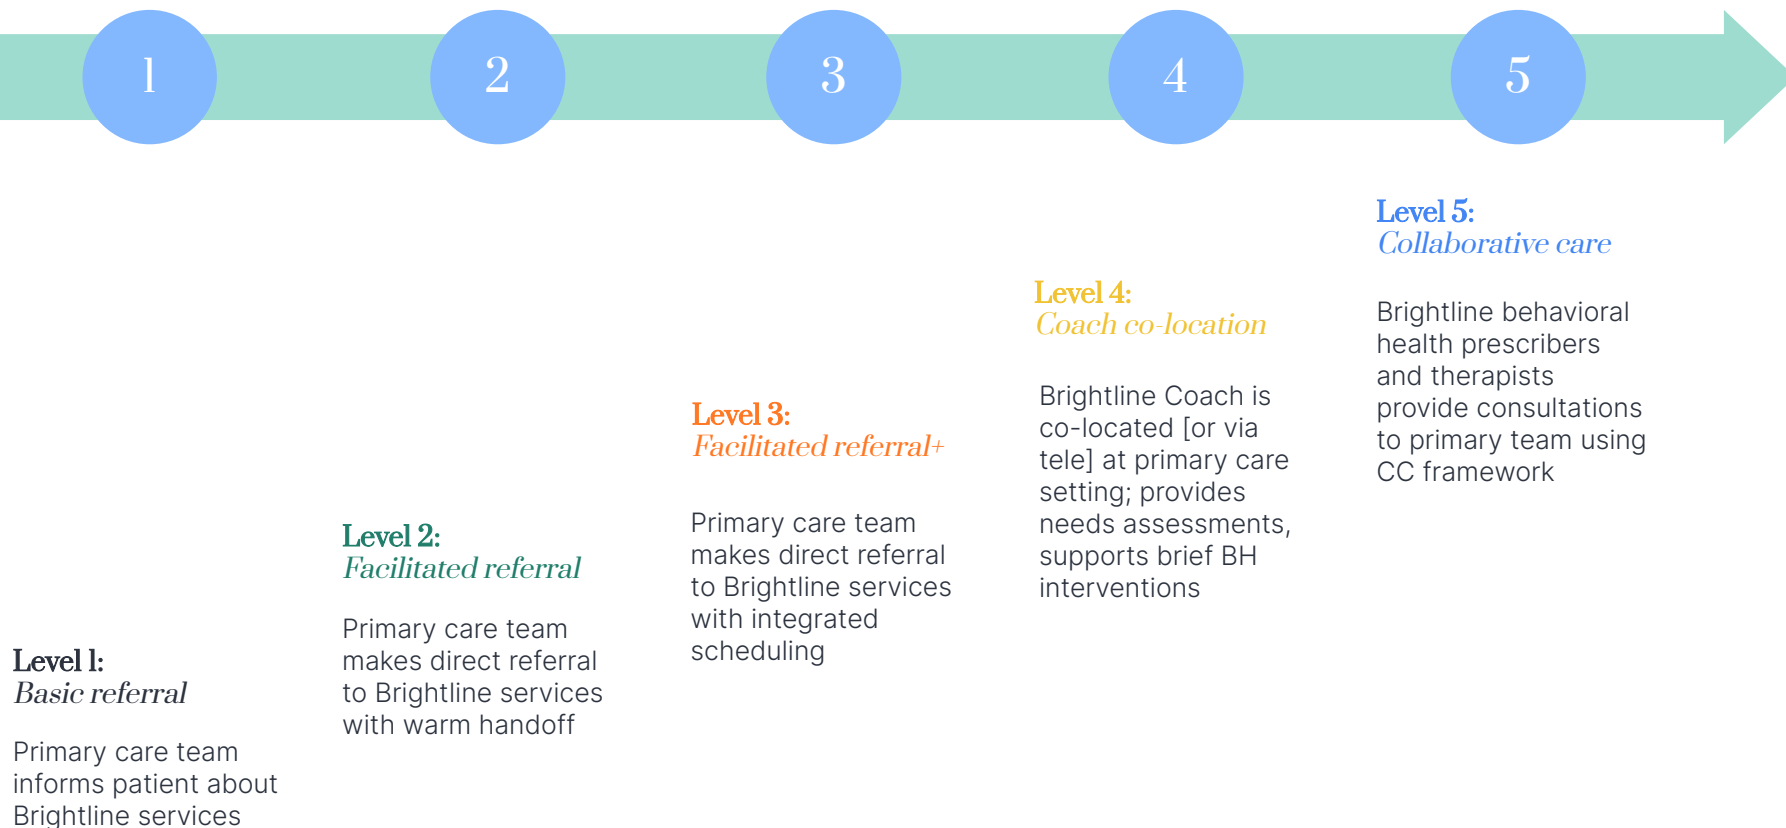 1
2
3
4
5
Level 1:
Basic referral
Primary care team
informs patient about
Brightline services
Level 2:
Facilitated referral
Primary care team
makes direct referral
to Brightline services
with warm handoff
Level 3:
Facilitated referral+
Primary care team
makes direct referral
to Brightline services
with integrated
scheduling
Level 4:
Coach co-location
Brightline Coach is
co-located [or via
tele] at primary care
setting; provides
needs assessments,
supports brief BH
interventions
Level 5:
Collaborative care
Brightline behavioral
health prescribers
and therapists
provide consultations
to primary team using
CC framework